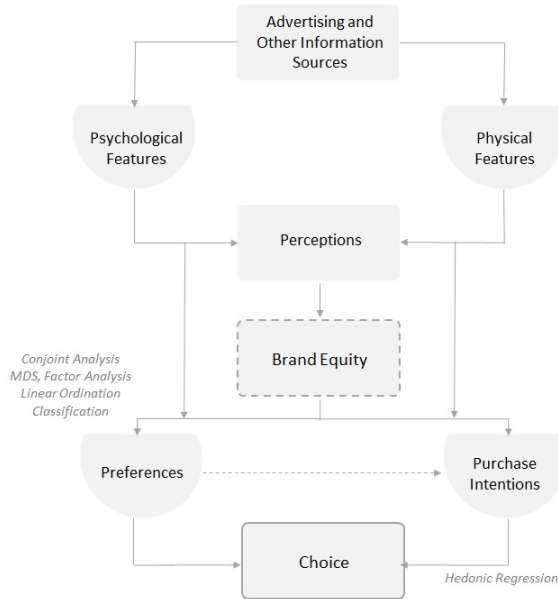 Advertising and
Other Information
Sources
Psychological
Features
Physical
Features
Perceptions
Brand Equity
Conjoint Analysis
MDS, Factor Analysis
Linear Ordination
Classification
Preferences
Purchase
Intentions
Choice
Hedonic Regression